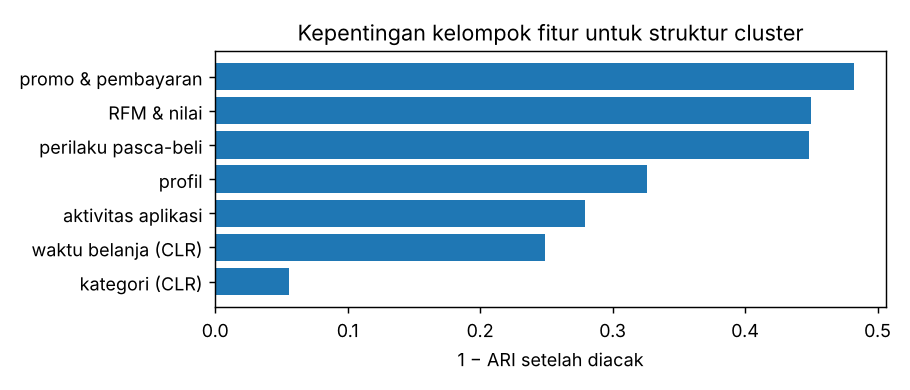 Kepentingan kelompok fitur untuk struktur cluster
promo & pembayaran
RFM & nilai
perilaku pasca-beli
profil
aktivitas aplikasi
waktu belanja (CLR)
kategori (CLR)
0.0 0.1 0.2 0.3 0.4 0.5
1 − ARI setelah diacak